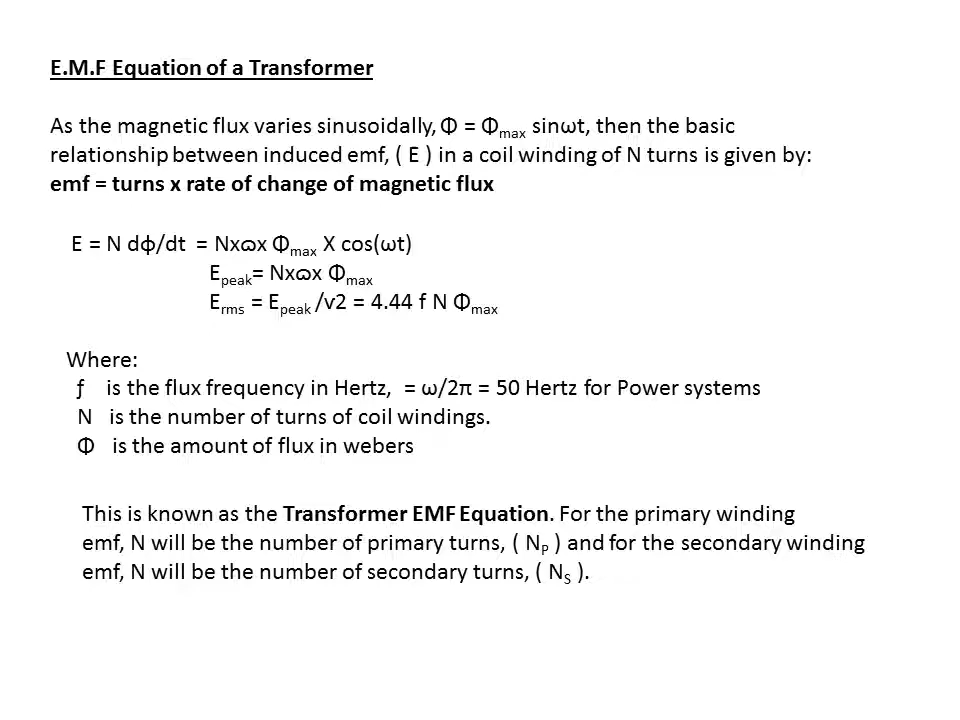 E.M.F Equation of a Transformer
As the magnetic flux varies sinusoidally, Φ = Φmax sinωt, then the basic
relationship between induced emf, ( E ) in a coil winding of N turns is given by:
emf = turns x rate of change of magnetic flux
E = N dϕ/dt = Nxϖx Φmax X cos(ωt)
Epeak= Nxϖx Φmax
Erms = Epeak /v2 = 4.44 f N Φmax
Where:
ƒ is the flux frequency in Hertz, = ω/2π = 50 Hertz for Power systems
N is the number of turns of coil windings.
Φ is the amount of flux in webers
This is known as the Transformer EMF Equation. For the primary winding
emf, N will be the number of primary turns, ( NP ) and for the secondary winding
emf, N will be the number of secondary turns, ( NS ).